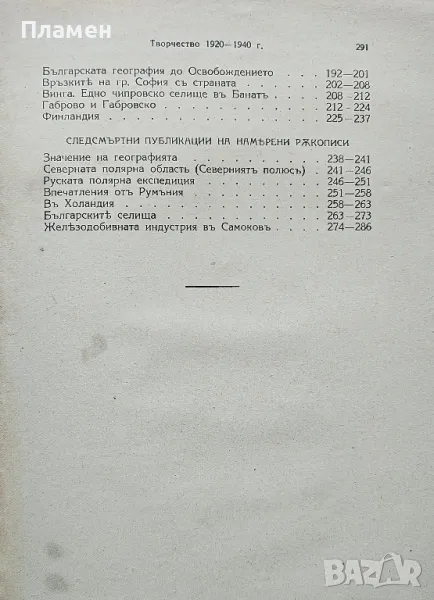 Пламен
Творчество 1920—1940 г. 291
Българската география до Освобождението . . . 192—201
Връзките на гр. София съ страната . . . . . . 202—208
Винга. Едно чипровско селище въ Банатъ . . . . 208—212
Габрово и Габровско . . . . . . . . . . . 212—224
Финландия . . . . . . . . . . . . . . . 225—237
СЛЕДСМЪРТНИ ПУБЛИКАЦИИ НА НАМѢРЕНИ РѪКОПИСИ
Значение на географията . . . . . . . . . . 238—241
Северната полярна область (Северниятъ полюсъ) . 241—246
Руската полярна експедиция . . . . . . . . . 246—251
Впечатления отъ Румъния . . . . . . . . . . 251—258
Въ Холандия . . . . . . . . . . . . . . 258—263
Българскитѣ селища . . . . . . . . . . . . 263—273
Желѣзодобивната индустрия въ Самоковъ . . . . 274—286
BAZAR